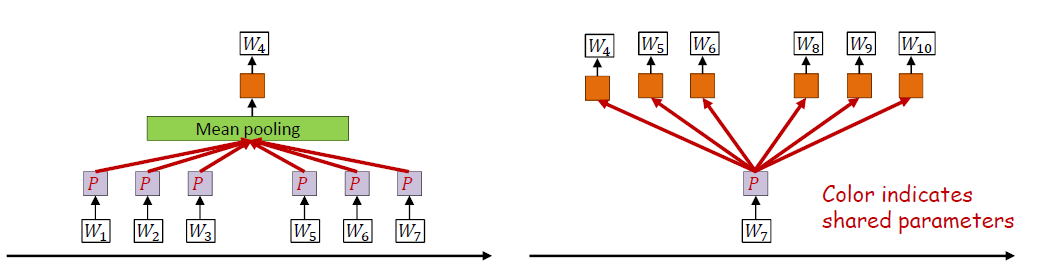 W₄
Mean pooling
P P P P P P
W₁ W₂ W₃ W₅ W₆ W₇
W₄ W₅ W₆ W₈ W₉ W₁₀
P
W₇
Color indicates
shared parameters